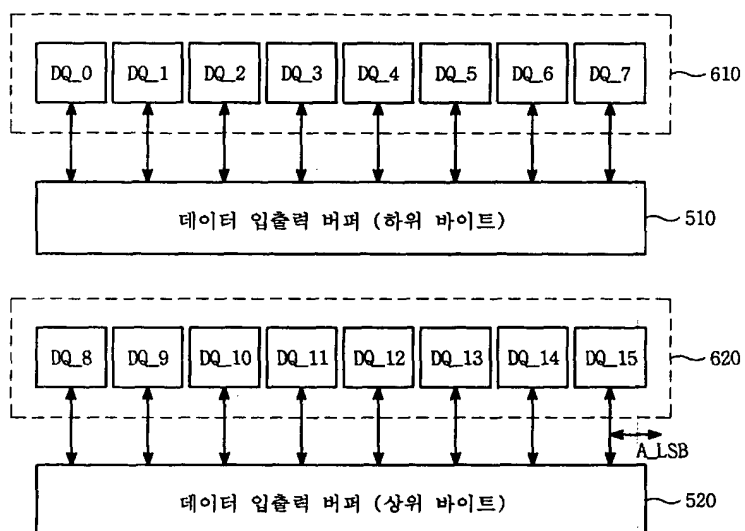 DQ_0 DQ_1 DQ_2 DQ_3 DQ_4 DQ_5 DQ_6 DQ_7 610
데이터 입출력 버퍼 (하위 바이트) 510
DQ_8 DQ_9 DQ_10 DQ_11 DQ_12 DQ_13 DQ_14 DQ_15 620
A_LSB
데이터 입출력 버퍼 (상위 바이트) 520